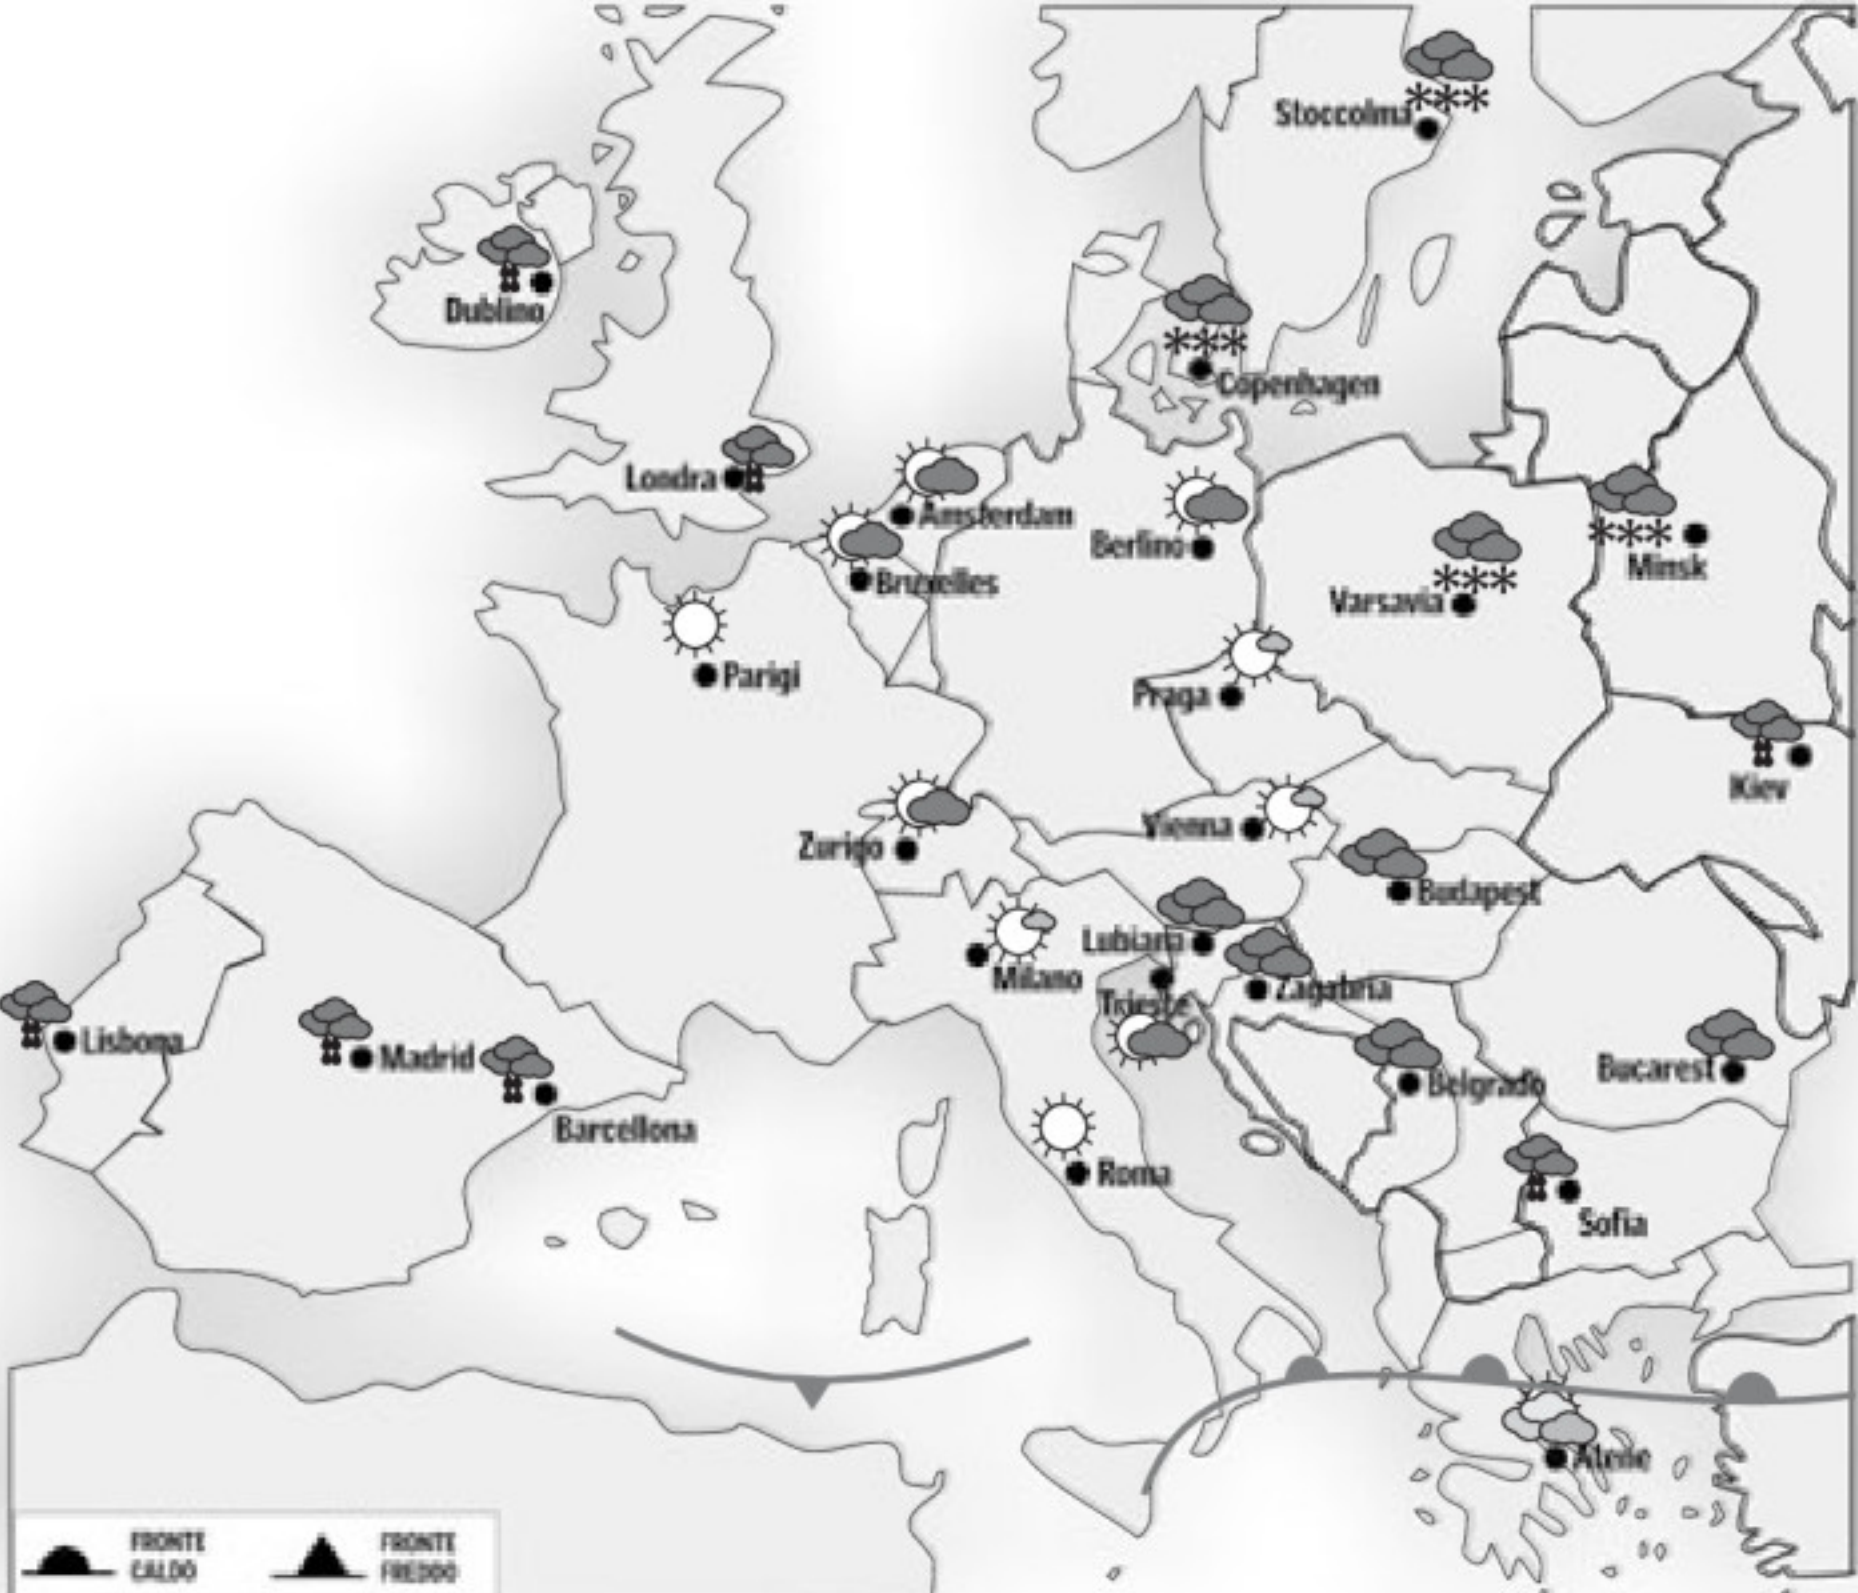 Stoccolma
Dublino
Copenhagen
Londra
Amsterdam
Berlino
Minsk
Bruxelles
Varsavia
Parigi
Praga
Kiev
Vienna
Zurigo
Budapest
Lubiana
Milano
Zagabria
Trieste
Lisbona
Madrid
Bucarest
Belgrado
Barcellona
Roma
Sofia
Atene
FRONTE
CALDO
FRONTE
FREDDO